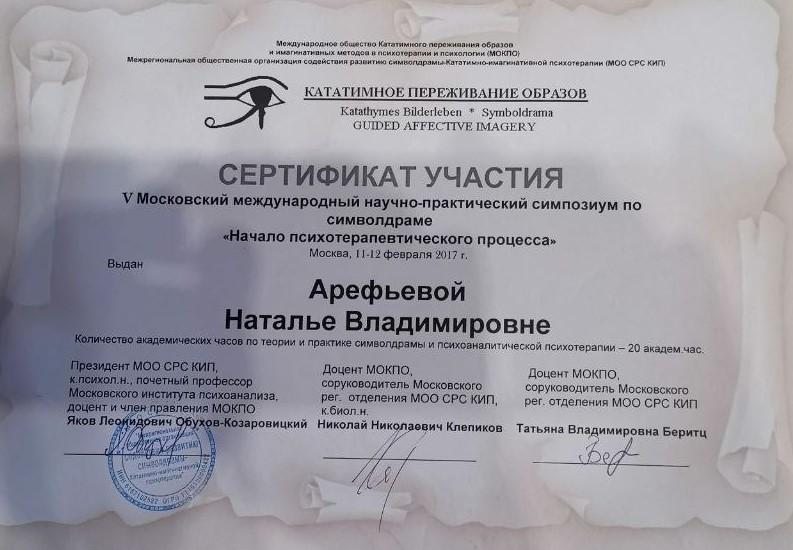 Международное общество Кататимного переживания образов
и имагинативных методов в психотерапии и психологии (МОКПО)
Межрегиональная общественная организация содействия развитию символдрамы-Кататимно-имагинативной психотерапии (МОО СРС КИП)
КАТАТИМНОЕ ПЕРЕЖИВАНИЕ ОБРАЗОВ
Katathymes Bilderleben * Symboldrama
GUIDED AFFECTIVE IMAGERY
СЕРТИФИКАТ УЧАСТИЯ
V Московский международный научно-практический симпозиум по
символдраме
«Начало психотерапевтического процесса»
Москва, 11-12 февраля 2017 г.
Выдан
Арефьевой
Наталье Владимировне
Количество академических часов по теории и практике символдрамы и психоаналитической психотерапии – 20 академ.час.
Президент МОО СРС КИП,
к.психол.н., почетный профессор
Московского института психоанализа,
доцент и член правления МОКПО
Яков Леонидович Обухов-Козаровицкий
Доцент МОКПО,
соруководитель Московского
рег. отделения МОО СРС КИП,
к.биол.н.
Николай Николаевич Клепиков
Доцент МОКПО,
соруководитель Московского
рег. отделения МОО СРС КИП
Татьяна Владимировна Беритц